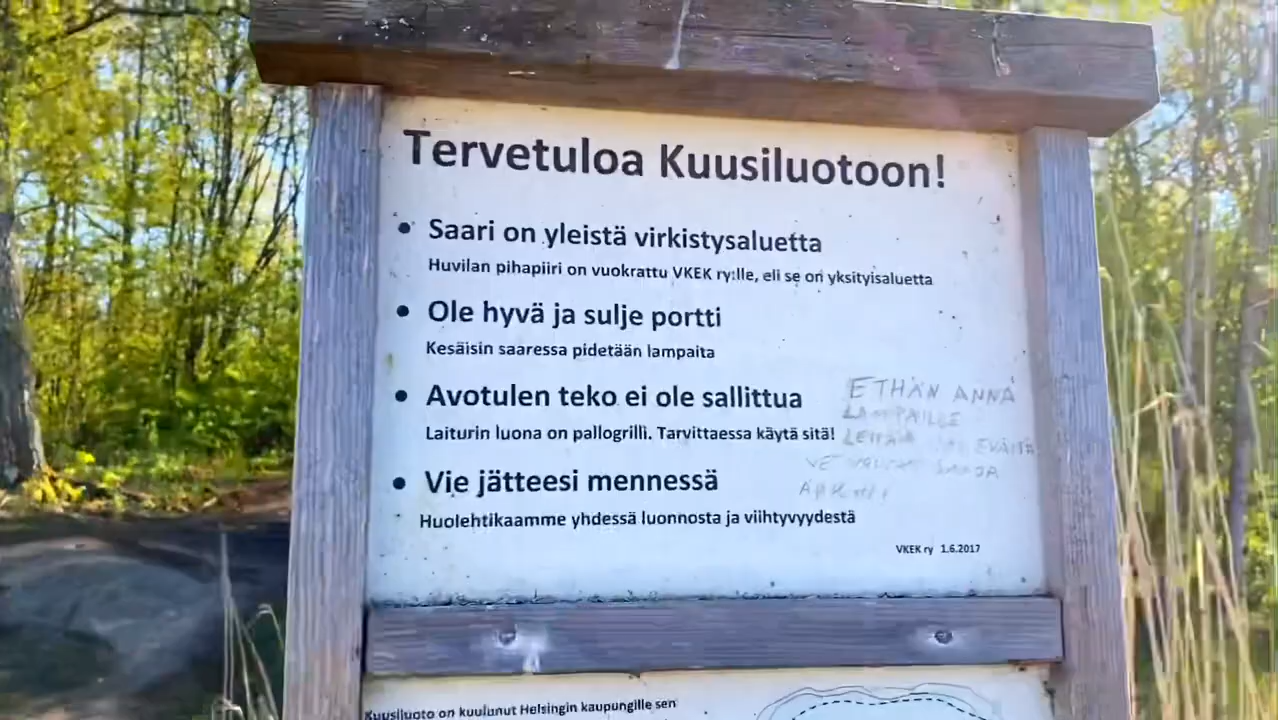 Tervetuloa Kuusiluotoon!
• Saari on yleistä virkistysaluetta
Huvilan pihapiiri on vuokrattu VKEK ry:lle, eli se on yksityisaluetta
• Ole hyvä ja sulje portti
Kesäisin saaressa pidetään lampaita
• Avotulen teko ei ole sallittua
Laiturin luona on pallogrilli. Tarvittaessa käytä sitä!
ETHÄN ANNA
LAMPAILLE
LEIPÄÄ
• Vie jätteesi mennessä
Huolehtikaamme yhdessä luonnosta ja viihtyvyydestä
VKEK ry 1.6.2017
Kuusiluoto on kuulunut Helsingin kaupungille sen